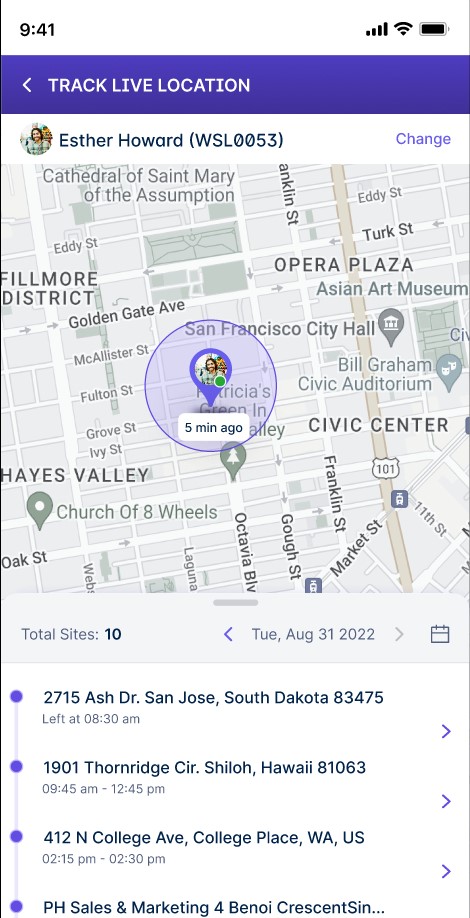 9:41
TRACK LIVE LOCATION
Esther Howard (WSL0053)
Change
Cathedral of Saint Mary
of the Assumption
anklin St
Eddy St
Turk St
Eddy St
OPERA PLAZA
FILLMORE
DISTRICT
Asian Art Museum
Golden Gate Ave
San Francisco City Hall
Civi
McAllister St
Bill Graham
Civic Auditorium
Fulton St
Patricia's
Green In
alley
5 min ago
CIVIC CENTER
Grove St
Ivy St
HAYES VALLEY
101
Franklin St
Church Of 8 Wheels
11th St
Octavia Blv
Gough St
Market St
Oak St
Webs
Laguna
Total Sites: 10
Tue, Aug 31 2022
2715 Ash Dr. San Jose, South Dakota 83475
Left at 08:30 am
1901 Thornridge Cir. Shiloh, Hawaii 81063
09:45 am - 12:45 pm
412 N College Ave, College Place, WA, US
02:15 pm - 02:30 pm
PH Sales & Marketing 4 Benoi CrescentSin...